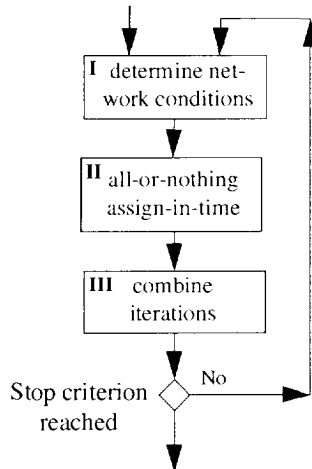 I determine net-
work conditions
II all-or-nothing
assign-in-time
III combine
iterations
No
Stop criterion
reached